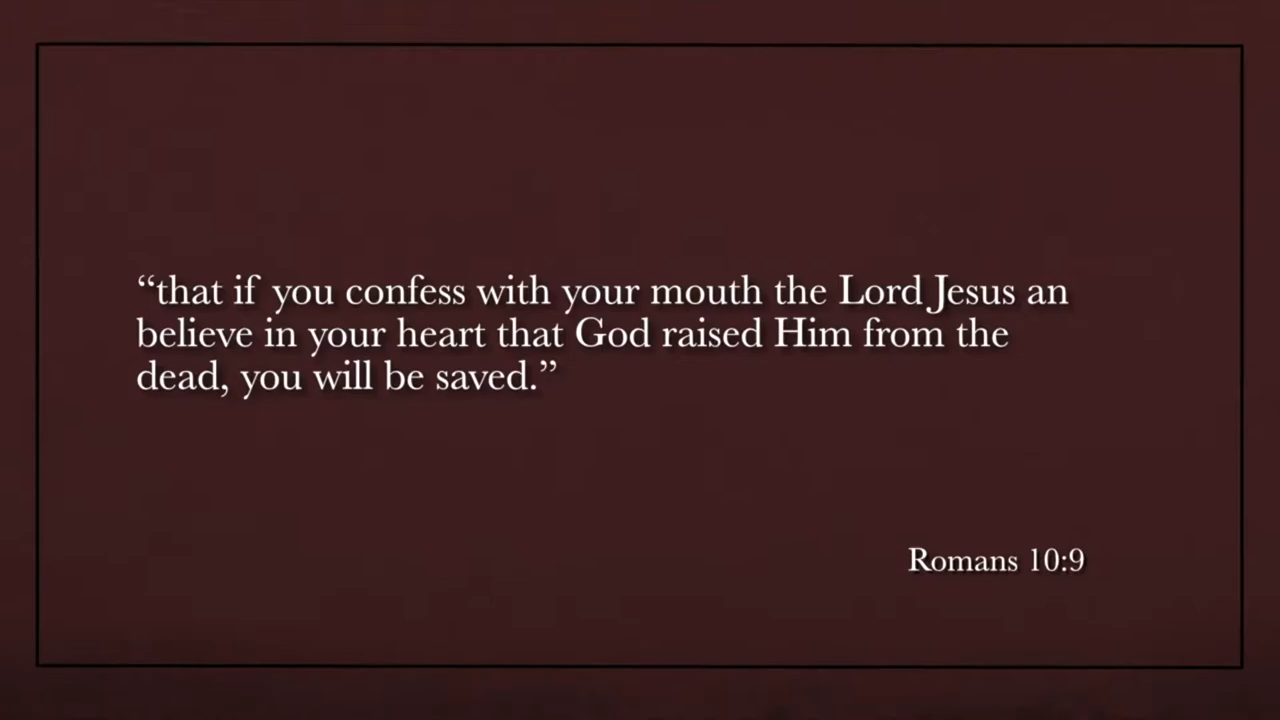 “that if you confess with your mouth the Lord Jesus an
believe in your heart that God raised Him from the
dead, you will be saved.”
Romans 10:9